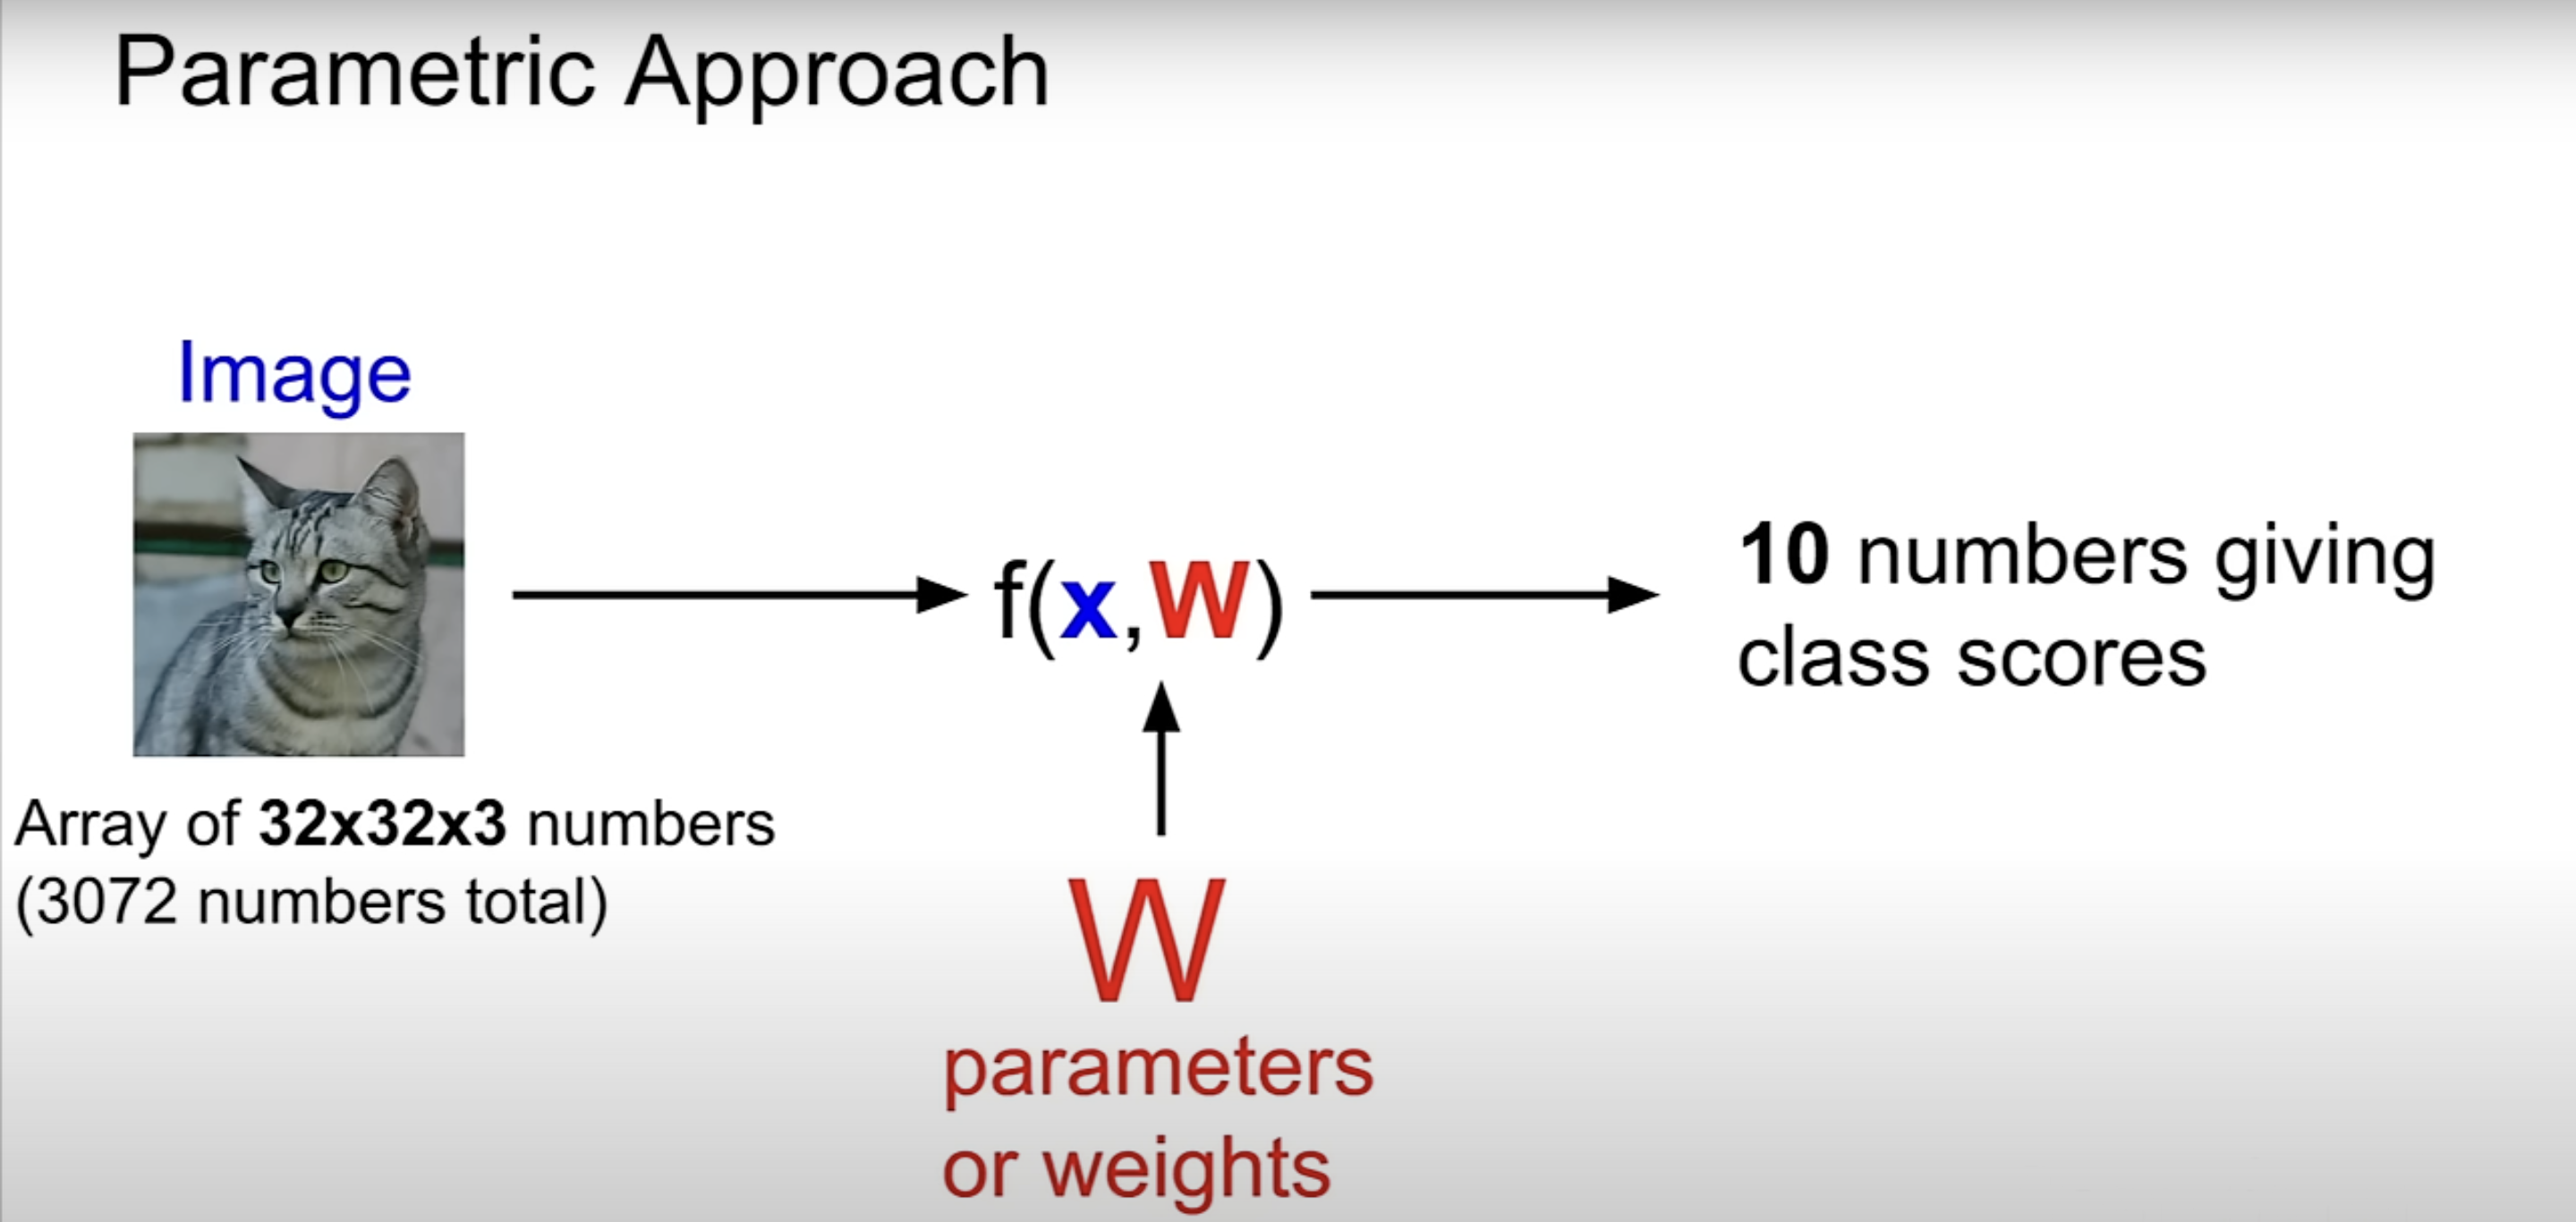 Parametric Approach
Image
f(x,W)
10 numbers giving
class scores
Array of 32x32x3 numbers
(3072 numbers total)
W
parameters
or weights